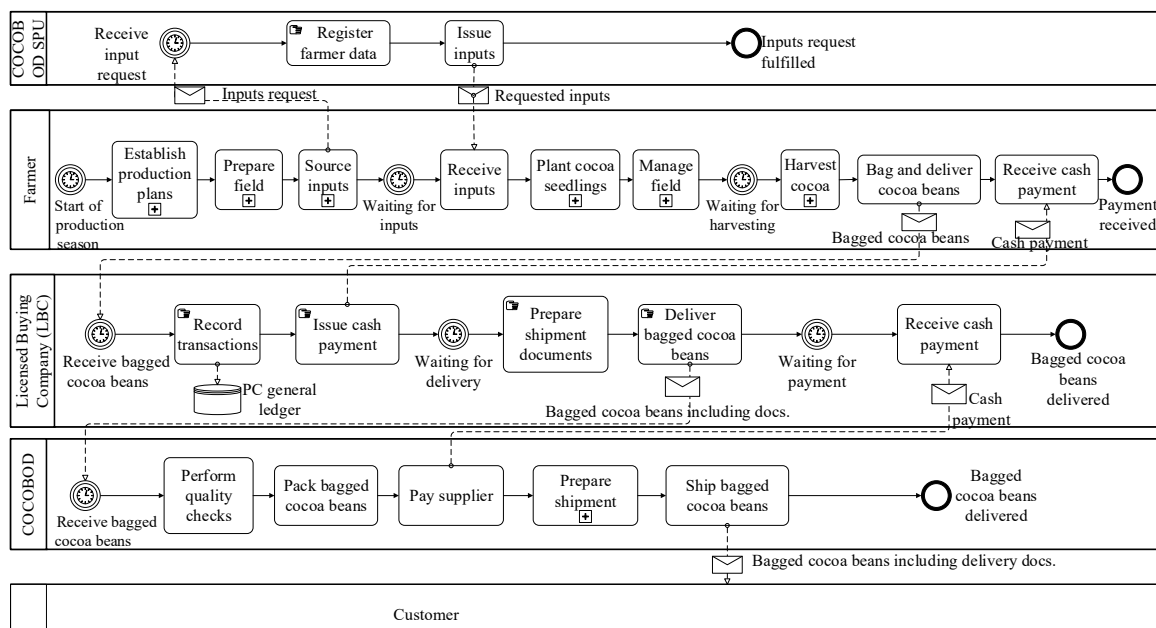 COCOB
OD SPU
Receive
input
request
Register
farmer data
Issue
inputs
Inputs request
fulfilled
Inputs request
Requested inputs
Farmer
Start of
production
season
Establish
production
plans
Prepare
field
Source
inputs
Waiting for
inputs
Receive
inputs
Plant cocoa
seedlings
Manage
field
Waiting for
harvesting
Harvest
cocoa
Bag and deliver
cocoa beans
Receive cash
payment
Payment
received
Bagged cocoa beans
Cash payment
Licensed Buying
Company (LBC)
Receive bagged
cocoa beans
Record
transactions
PC general
ledger
Issue cash
payment
Waiting for
delivery
Prepare
shipment
documents
Deliver
bagged cocoa
beans
Waiting for
payment
Receive cash
payment
Bagged cocoa
beans
delivered
Bagged cocoa beans including docs.
Cash
payment
COCOBOD
Receive bagged
cocoa beans
Perform
quality
checks
Pack bagged
cocoa beans
Pay supplier
Prepare
shipment
Ship bagged
cocoa beans
Bagged
cocoa beans
delivered
Bagged cocoa beans including delivery docs.
Customer